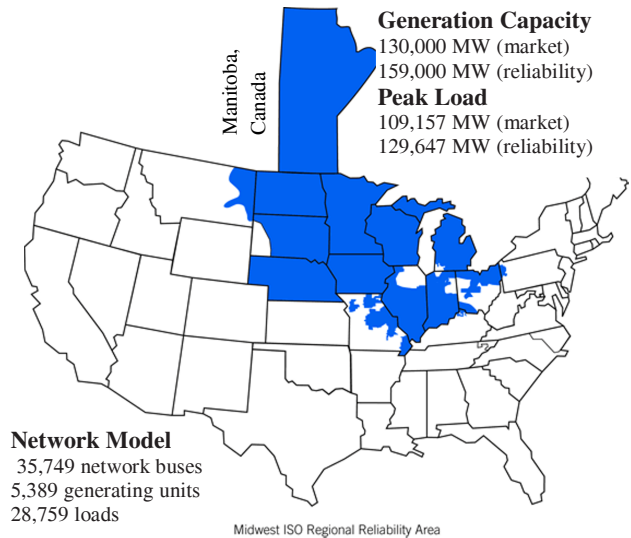 Generation Capacity
130,000 MW (market)
159,000 MW (reliability)
Peak Load
109,157 MW (market)
129,647 MW (reliability)
Manitoba,
Canada
Network Model
35,749 network buses
5,389 generating units
28,759 loads
Midwest ISO Regional Reliability Area